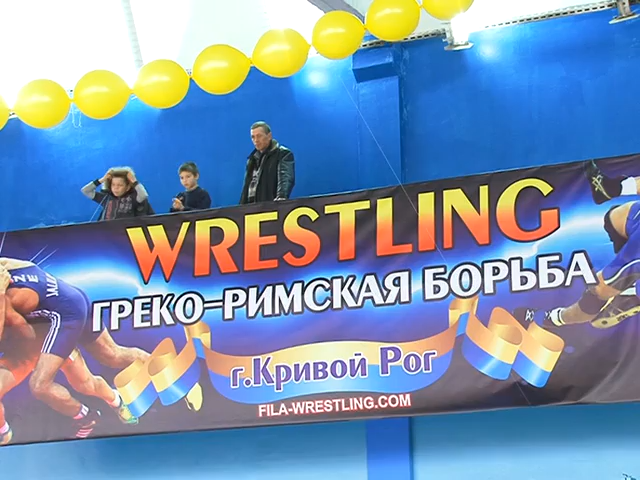 WRESTLING
ГРЕКО-РИМСКАЯ БОРЬБА
г.Кривой Рог
FILA-WRESTLING.COM